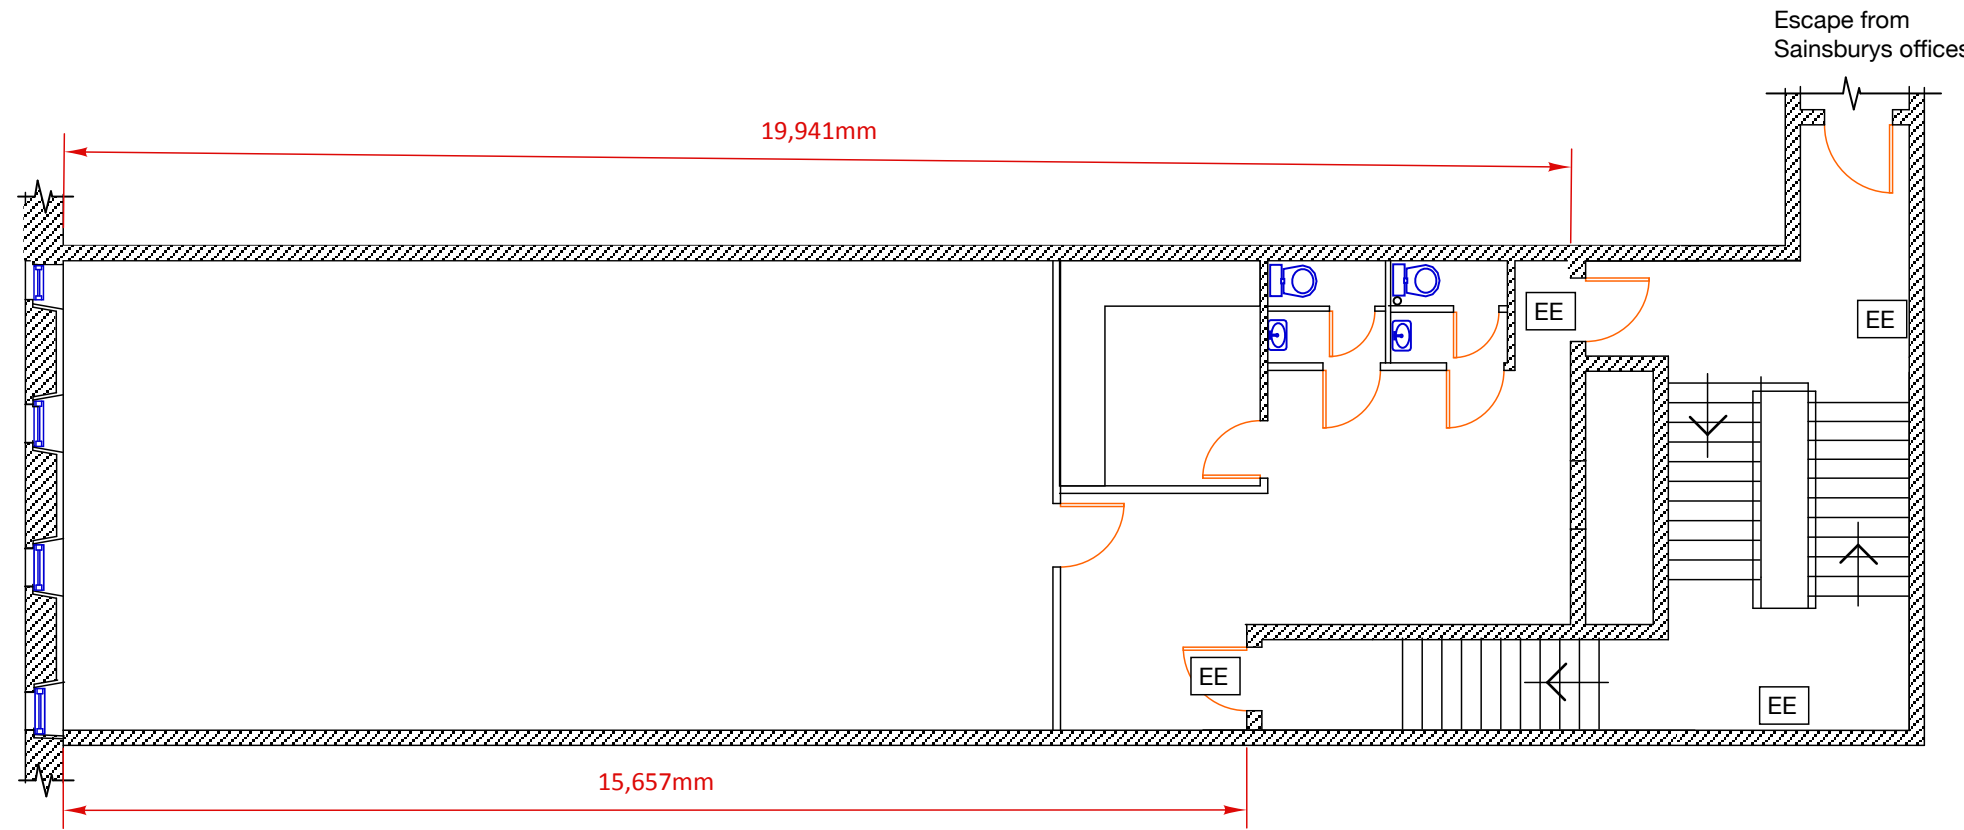 Escape from
Sainsburys offices
19,941mm
EE
EE
EE
EE
15,657mm